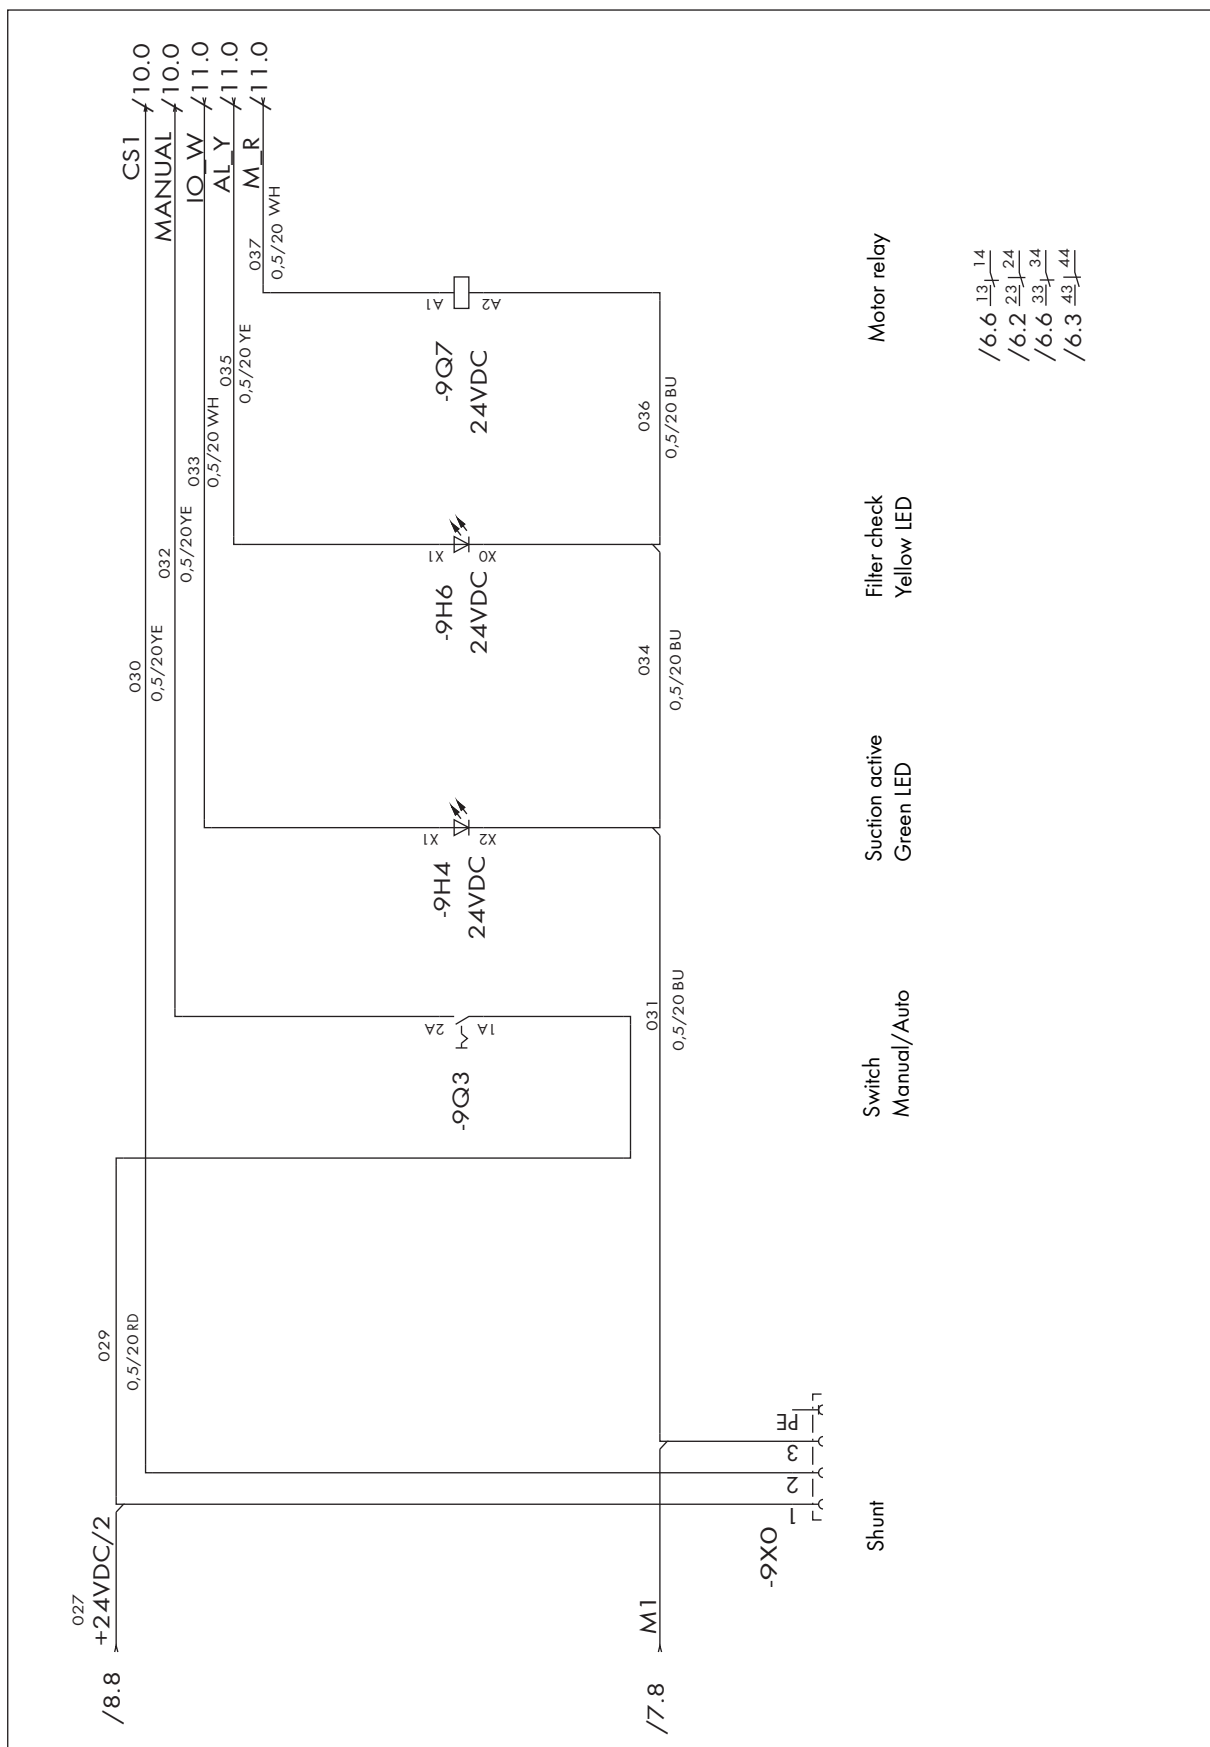 /8.8
027
+24VDC/2
029
0,5/20 RD
030
0,5/20YE
CS1
/10.0
032
0,5/20YE
MANUAL
/10.0
033
0,5/20 WH
IO_W
/11.0
035
0,5/20 YE
AL_Y
/11.0
037
0,5/20 WH
M_R
/11.0
-9Q3
2A
1A
-9H4
24VDC
X1
X2
-9H6
24VDC
X1
X0
-9Q7
24VDC
A1
A2
/7.8
M1
031
0,5/20 BU
034
0,5/20 BU
036
0,5/20 BU
-9X0
1
2
3
PE
Shunt
Switch
Manual/Auto
Suction active
Green LED
Filter check
Yellow LED
Motor relay
/6.6 13 14
/6.2 23 24
/6.6 33 34
/6.3 43 44